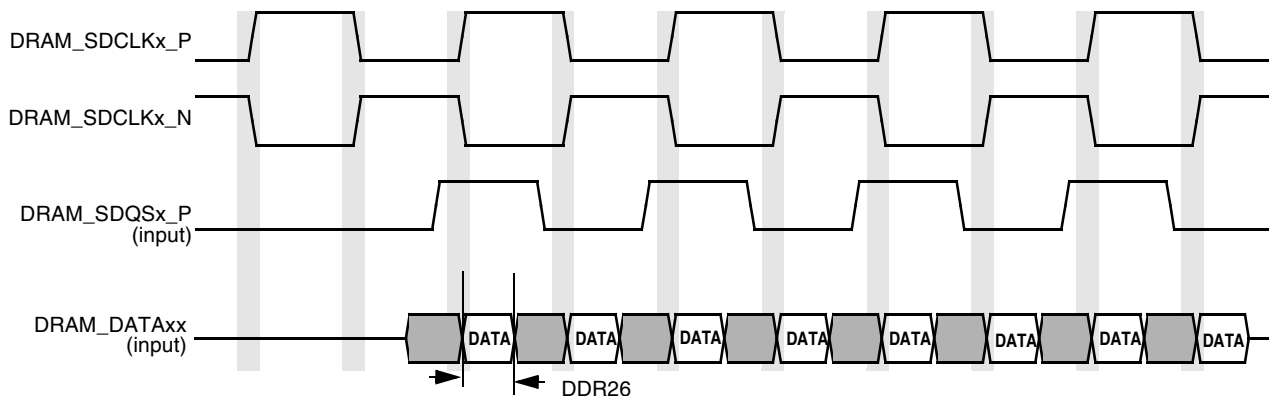 DRAM_SDCLKx_P
DRAM_SDCLKx_N
DRAM_SDQSx_P
(input)
DRAM_DATAxx
(input)
DATA DATA DATA DATA DATA DATA DATA DATA
DDR26